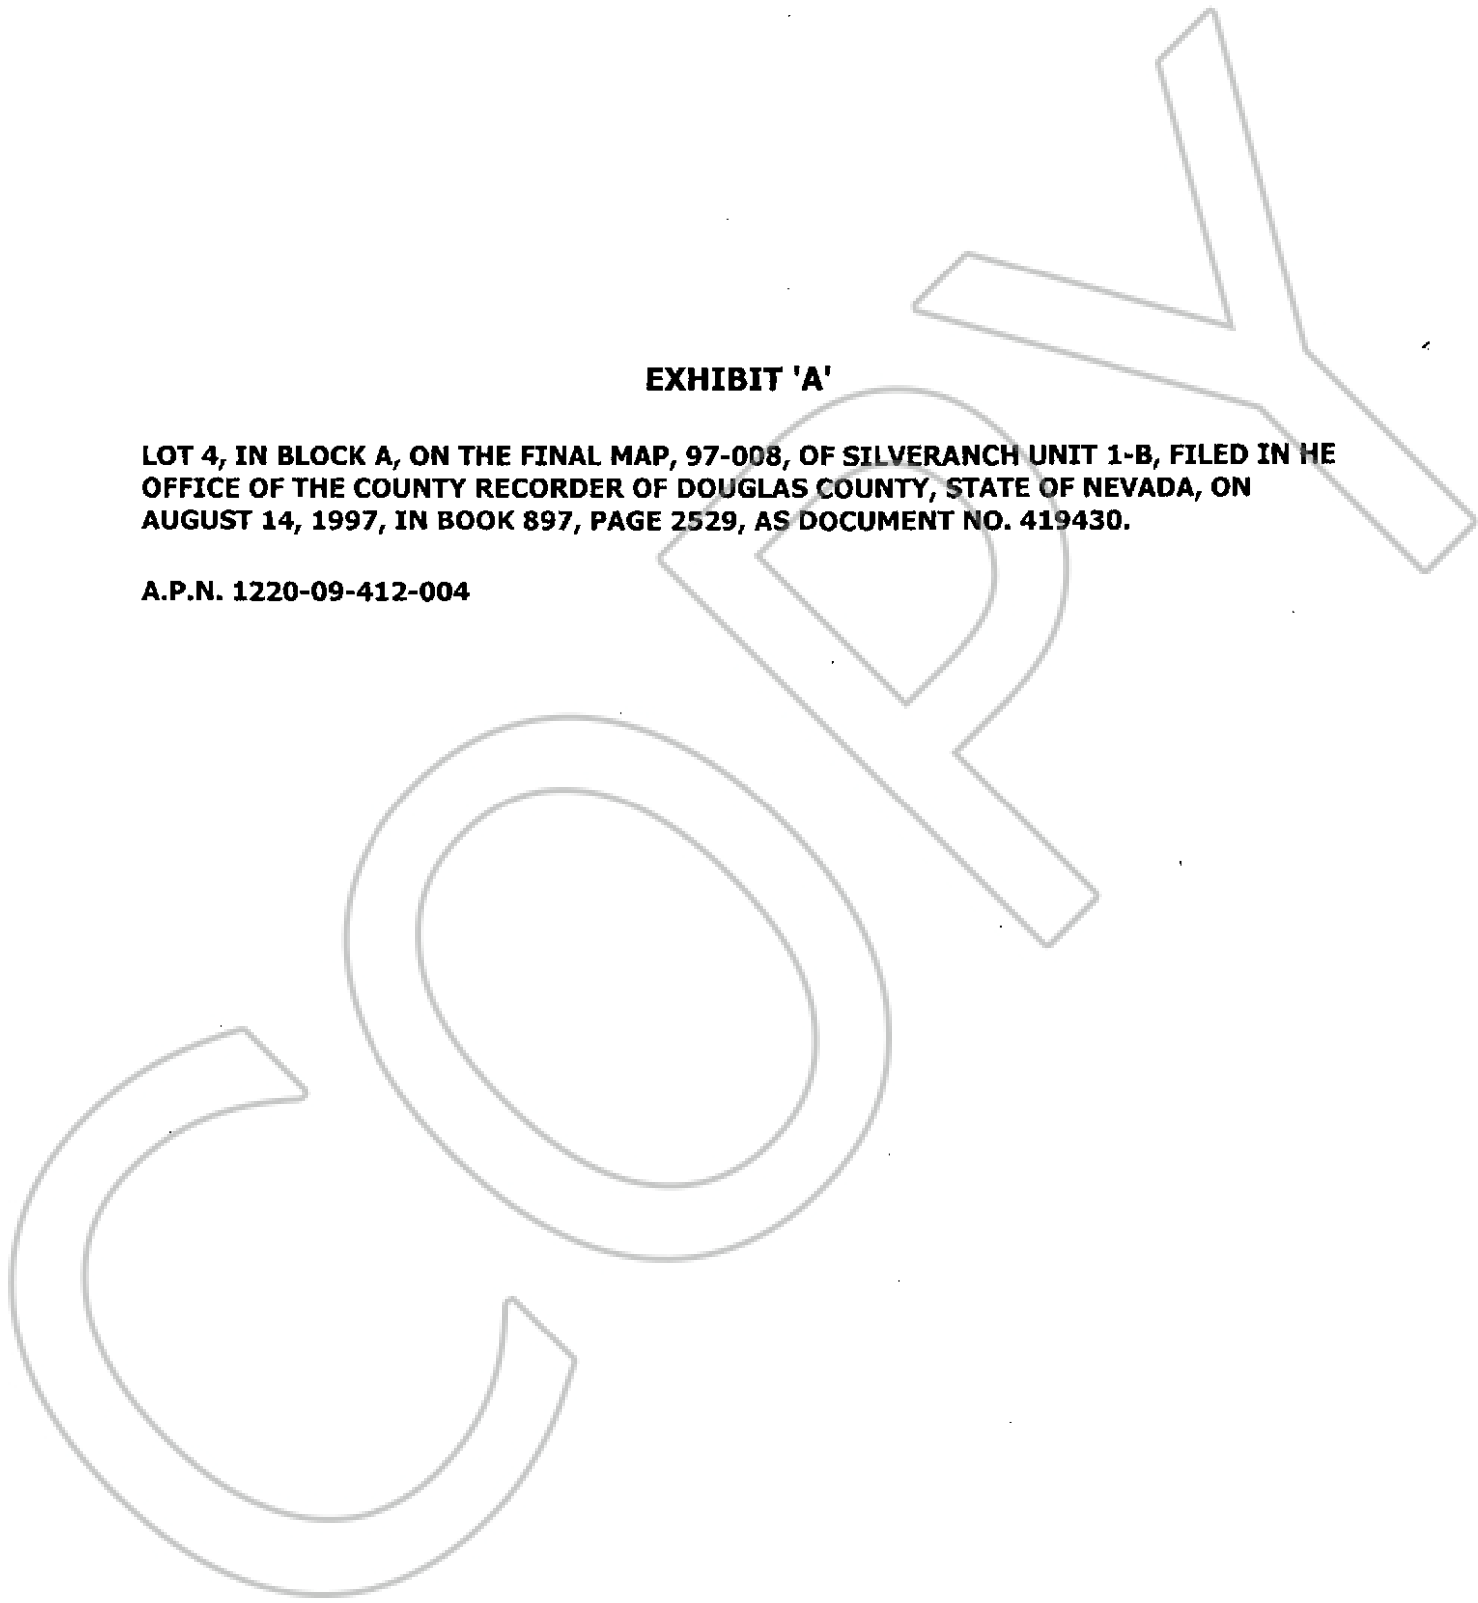 EXHIBIT 'A'
LOT 4, IN BLOCK A, ON THE FINAL MAP, 97-008, OF SILVERANCH UNIT 1-B, FILED IN HE
OFFICE OF THE COUNTY RECORDER OF DOUGLAS COUNTY, STATE OF NEVADA, ON
AUGUST 14, 1997, IN BOOK 897, PAGE 2529, AS DOCUMENT NO. 419430.
A.P.N. 1220-09-412-004
COPY